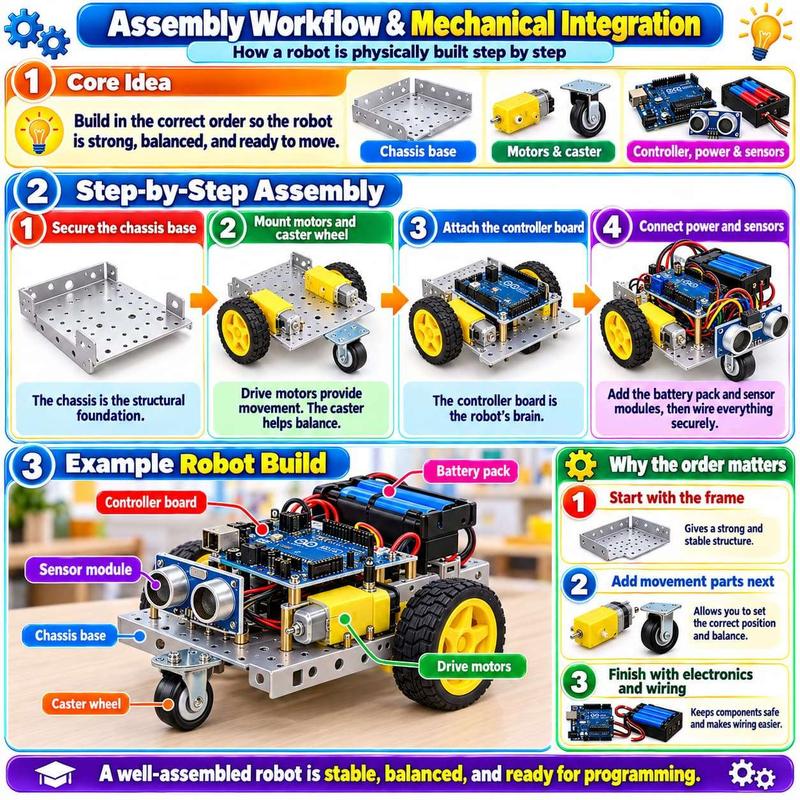 Assembly Workflow & Mechanical Integration
How a robot is physically built step by step
1 Core Idea
Build in the correct order so the robot
is strong, balanced, and ready to move.
Chassis base
Motors & caster
Controller, power & sensors
2 Step-by-Step Assembly
1 Secure the chassis base
The chassis is the structural
foundation.
2 Mount motors and
caster wheel
Drive motors provide
movement. The caster
helps balance.
3 Attach the controller board
The controller board is
the robot's brain.
4 Connect power and sensors
Add the battery pack and sensor
modules, then wire everything
securely.
3 Example Robot Build
Battery pack
Controller board
Sensor module
Chassis base
Drive motors
Caster wheel
Why the order matters
1 Start with the frame
Gives a strong and
stable structure.
2 Add movement parts next
Allows you to set
the correct position
and balance.
3 Finish with electronics
and wiring
Keeps components safe
and makes wiring easier.
A well-assembled robot is stable, balanced, and ready for programming.